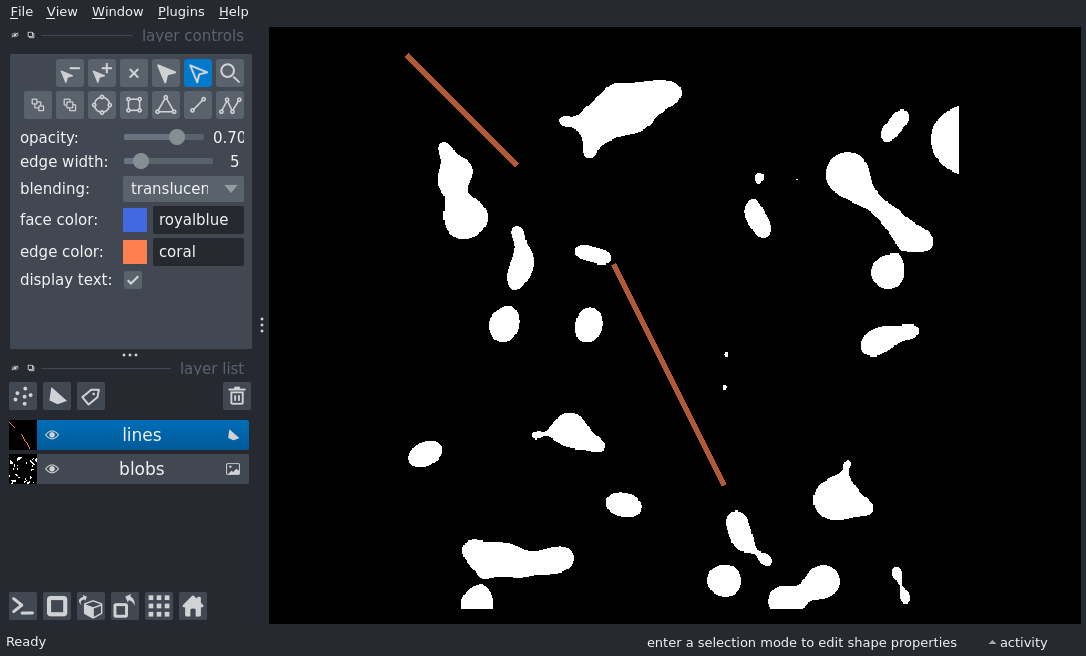 File View Window Plugins Help
layer controls
opacity: 0.70
edge width: 5
blending: translucen
face color: royalblue
edge color: coral
display text:
layer list
lines
blobs
Ready enter a selection mode to edit shape properties activity